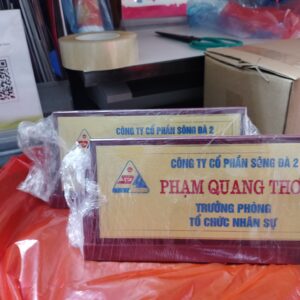 CÔNG TY CỔ PHẦN SÔNG ĐÀ 2
CÔNG TY CỔ PHẦN SÔNG ĐÀ 2
PHẠM QUANG THỌ
TRƯỞNG PHÒNG
TỔ CHỨC NHÂN SỰ